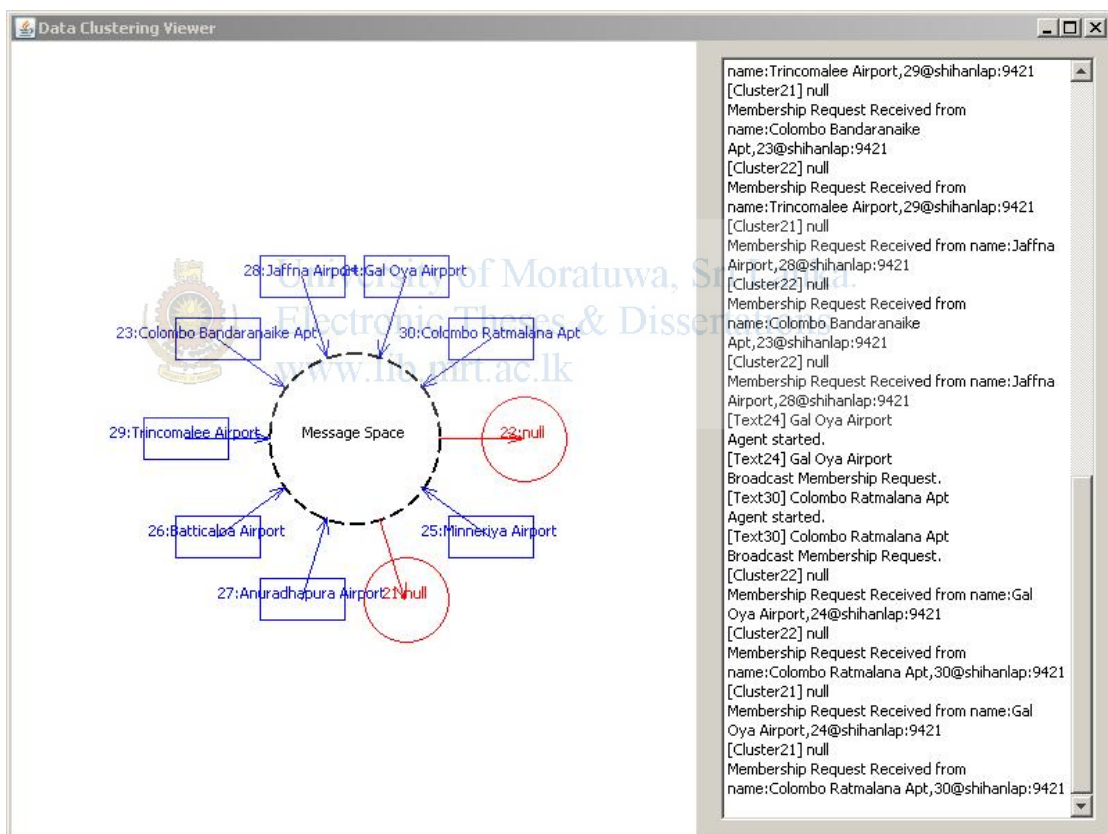 Data Clustering Viewer
28:Jaffna Airport
24:Gal Oya Airport
23:Colombo Bandaranaike Apt
30:Colombo Ratmalana Apt
29:Trincomalee Airport
Message Space
22:null
26:Batticaloa Airport
25:Minneriya Airport
27:Anuradhapura Airport
21:null
University of Moratuwa, Sri Lanka.
Electronic Theses & Dissertations
www.lib.mrt.ac.lk
name:Trincomalee Airport,29@shihanlap:9421
[Cluster21] null
Membership Request Received from
name:Colombo Bandaranaike
Apt,23@shihanlap:9421
[Cluster22] null
Membership Request Received from
name:Trincomalee Airport,29@shihanlap:9421
[Cluster21] null
Membership Request Received from name:Jaffna
Airport,28@shihanlap:9421
[Cluster22] null
Membership Request Received from
name:Colombo Bandaranaike
Apt,23@shihanlap:9421
[Cluster22] null
Membership Request Received from name:Jaffna
Airport,28@shihanlap:9421
[Text24] Gal Oya Airport
Agent started.
[Text24] Gal Oya Airport
Broadcast Membership Request.
[Text30] Colombo Ratmalana Apt
Agent started.
[Text30] Colombo Ratmalana Apt
Broadcast Membership Request.
[Cluster22] null
Membership Request Received from name:Gal
Oya Airport,24@shihanlap:9421
[Cluster22] null
Membership Request Received from
name:Colombo Ratmalana Apt,30@shihanlap:9421
[Cluster21] null
Membership Request Received from name:Gal
Oya Airport,24@shihanlap:9421
[Cluster21] null
Membership Request Received from
name:Colombo Ratmalana Apt,30@shihanlap:9421